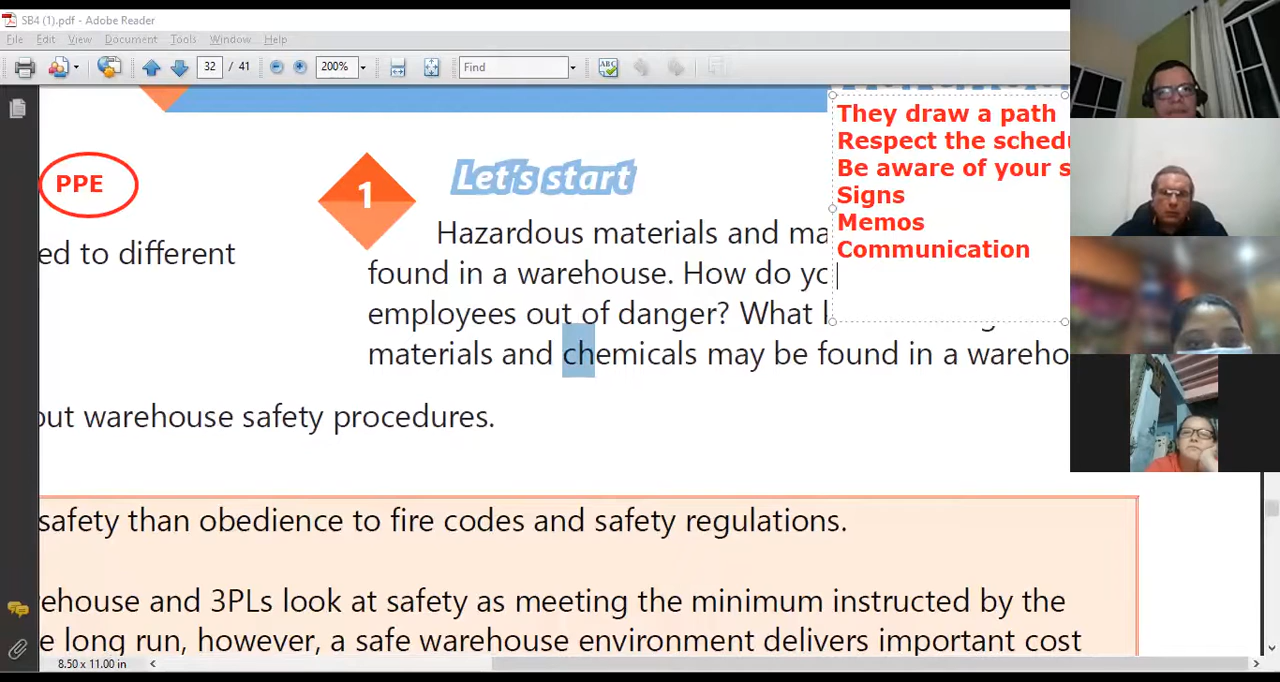 SB4 (1).pdf - Adobe Reader
File Edit View Document Tools Window Help
32 / 41 200% Find
They draw a path
Respect the schedu
Be aware of your s
Signs
Memos
Communication
PPE
1
Let's start
Hazardous materials and ma
ed to different
found in a warehouse. How do yo
employees out of danger? What
materials and chemicals may be found in a wareho
out warehouse safety procedures.
safety than obedience to fire codes and safety regulations.
rehouse and 3PLs look at safety as meeting the minimum instructed by the
e long run, however, a safe warehouse environment delivers important cost
8.50 x 11.00 in